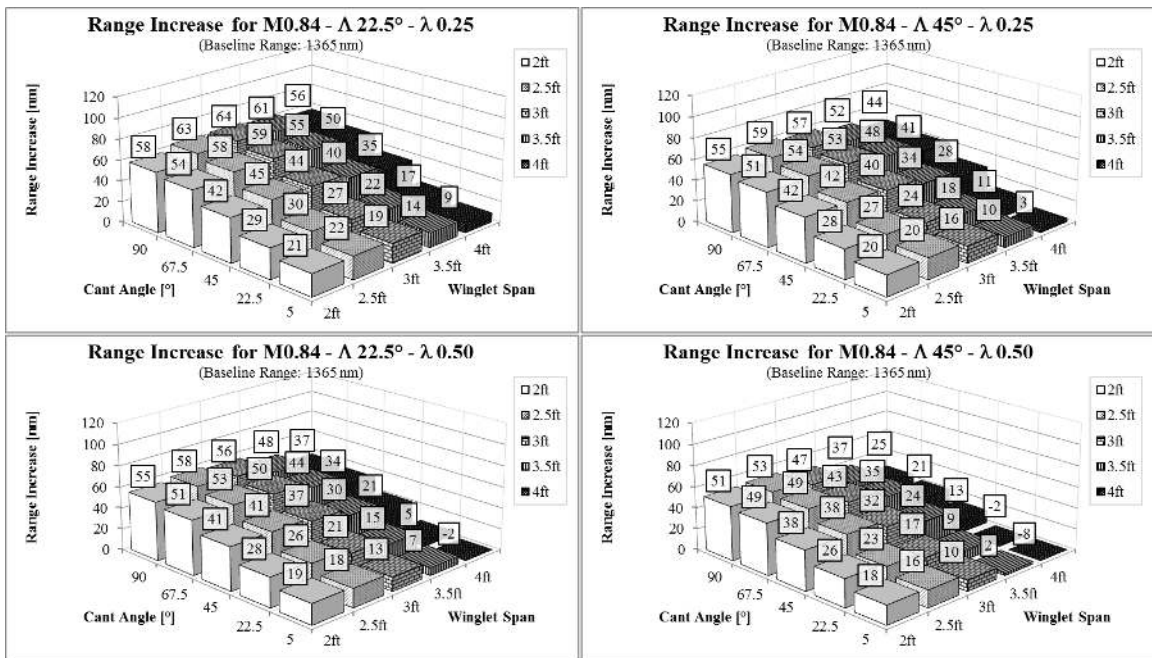 Range Increase for M0.84 - Λ 22.5° - λ 0.25
(Baseline Range: 1365 nm)
Range Increase [nm]
120
100
80
60
40
20
0
58 63 64 61 56
54 58 59 55 50
42 45 44 40 35
29 30 27 22 17
21 22 19 14 9
90
67.5
45
22.5
5
Cant Angle [°]
2ft
2.5ft
3ft
3.5ft
4ft
Winglet Span
2ft
2.5ft
3ft
3.5ft
4ft
Range Increase for M0.84 - Λ 45° - λ 0.25
(Baseline Range: 1365 nm)
Range Increase [nm]
120
100
80
60
40
20
0
55 59 57 52 44
51 54 53 48 41
42 42 40 34 28
28 27 24 18 11
20 20 16 10 3
90
67.5
45
22.5
5
Cant Angle [°]
2ft
2.5ft
3ft
3.5ft
4ft
Winglet Span
2ft
2.5ft
3ft
3.5ft
4ft
Range Increase for M0.84 - Λ 22.5° - λ 0.50
(Baseline Range: 1365 nm)
Range Increase [nm]
120
100
80
60
40
20
0
55 58 56 48 37
51 53 50 44 34
41 41 37 30 21
28 26 21 15 5
19 18 13 7 -2
90
67.5
45
22.5
5
Cant Angle [°]
2ft
2.5ft
3ft
3.5ft
4ft
Winglet Span
2ft
2.5ft
3ft
3.5ft
4ft
Range Increase for M0.84 - Λ 45° - λ 0.50
(Baseline Range: 1365 nm)
Range Increase [nm]
120
100
80
60
40
20
0
51 53 47 37 25
49 49 43 35 21
38 38 32 24 13
26 23 17 9 -2
18 16 10 2 -8
90
67.5
45
22.5
5
Cant Angle [°]
2ft
2.5ft
3ft
3.5ft
4ft
Winglet Span
2ft
2.5ft
3ft
3.5ft
4ft